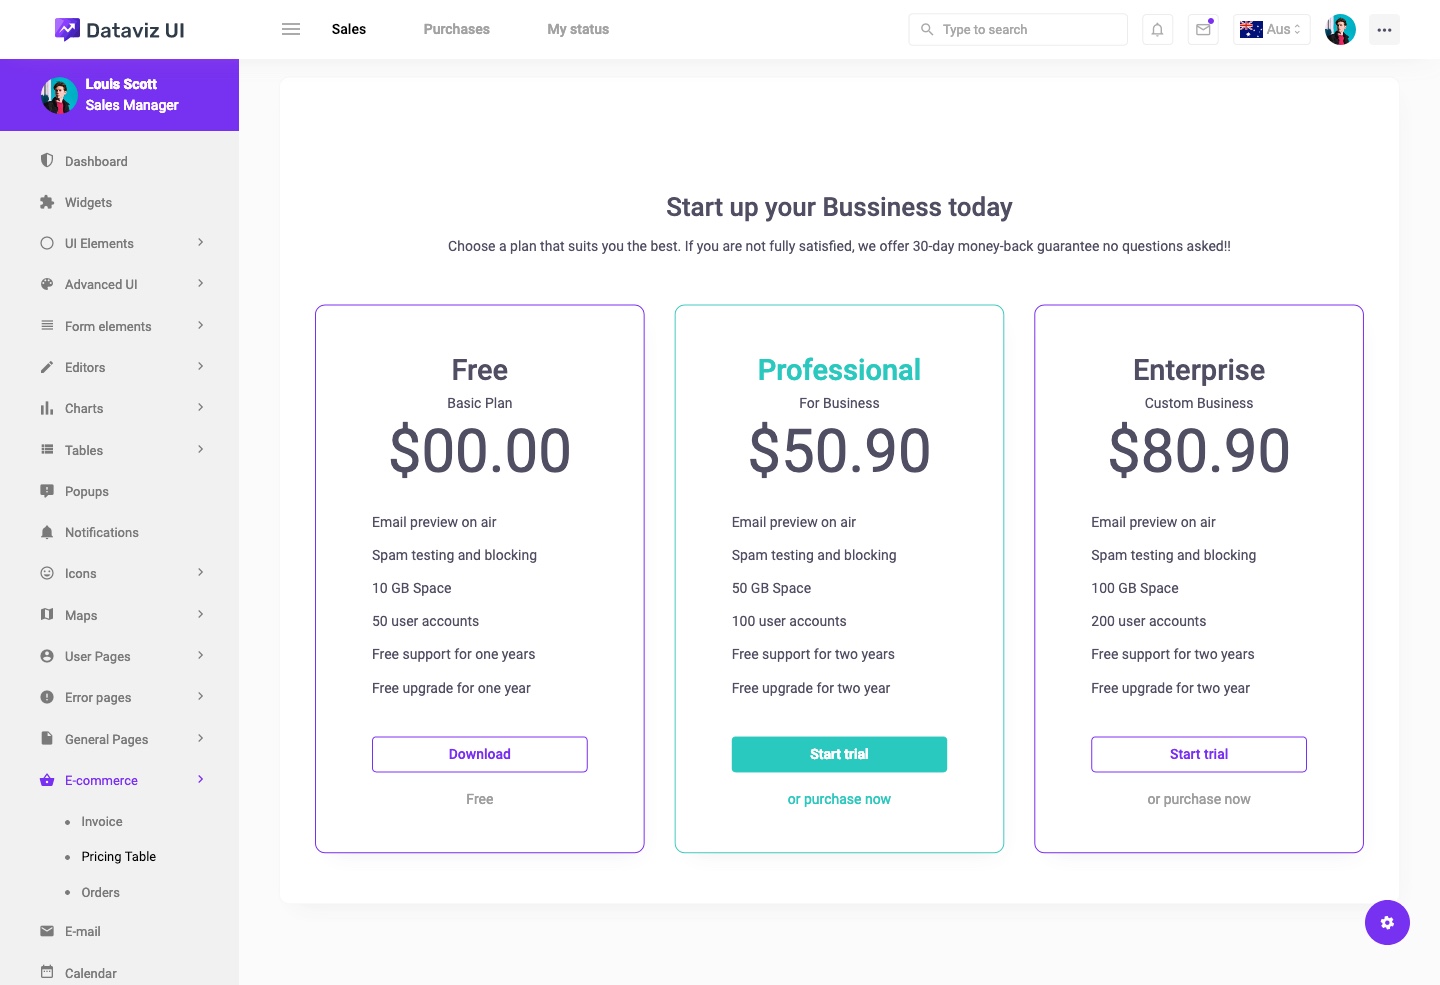 Dataviz UI
Sales
Purchases
My status
Type to search
Aus
Louis Scott
Sales Manager
Dashboard
Widgets
UI Elements
Advanced UI
Form elements
Editors
Charts
Tables
Popups
Notifications
Icons
Maps
User Pages
Error pages
General Pages
E-commerce
Invoice
Pricing Table
Orders
E-mail
Calendar
Start up your Bussiness today
Choose a plan that suits you the best. If you are not fully satisfied, we offer 30-day money-back guarantee no questions asked!!
Free
Basic Plan
$00.00
Email preview on air
Spam testing and blocking
10 GB Space
50 user accounts
Free support for one years
Free upgrade for one year
Download
Free
Professional
For Business
$50.90
Email preview on air
Spam testing and blocking
50 GB Space
100 user accounts
Free support for two years
Free upgrade for two year
Start trial
or purchase now
Enterprise
Custom Business
$80.90
Email preview on air
Spam testing and blocking
100 GB Space
200 user accounts
Free support for two years
Free upgrade for two year
Start trial
or purchase now